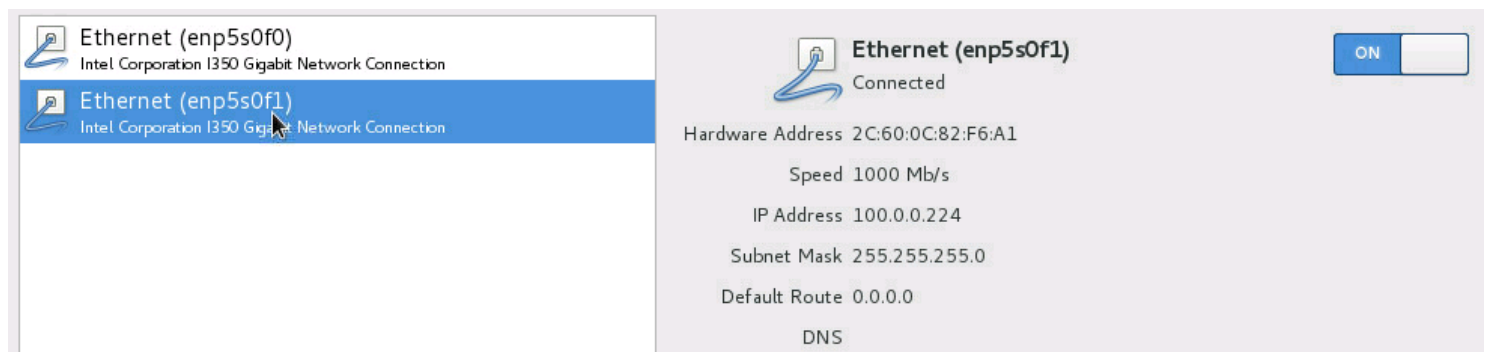 Ethernet (enp5s0f0)
Intel Corporation I350 Gigabit Network Connection
Ethernet (enp5s0f1)
Intel Corporation I350 Gigabit Network Connection
Ethernet (enp5s0f1)
ON
Connected
Hardware Address 2C:60:0C:82:F6:A1
Speed 1000 Mb/s
IP Address 100.0.0.224
Subnet Mask 255.255.255.0
Default Route 0.0.0.0
DNS